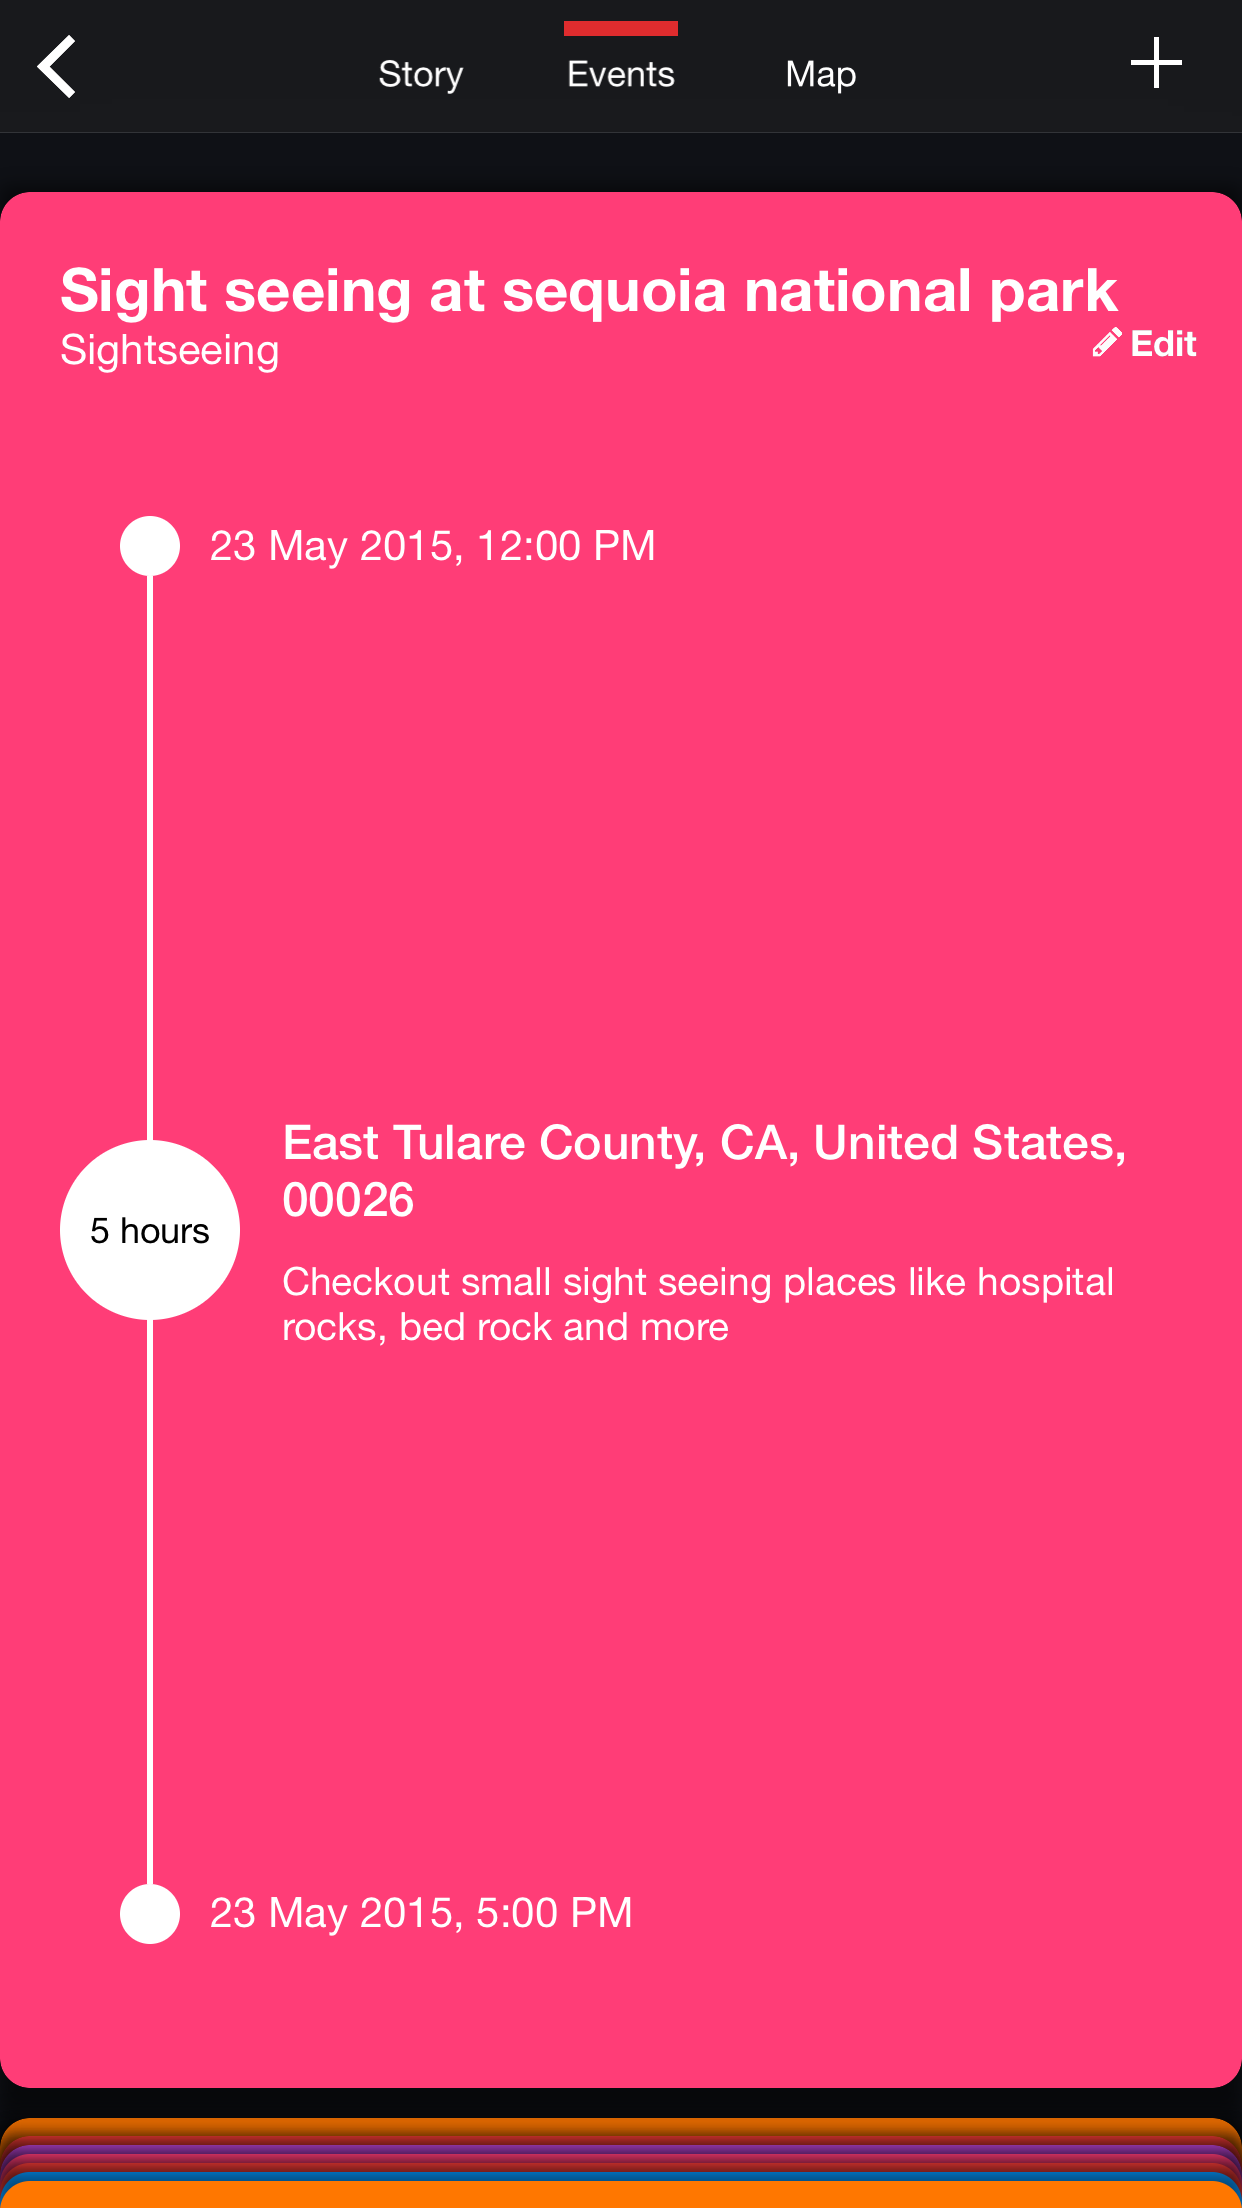 Story
Events
Map
Sight seeing at sequoia national park
Sightseeing
Edit
23 May 2015, 12:00 PM
East Tulare County, CA, United States,
00026
5 hours
Checkout small sight seeing places like hospital
rocks, bed rock and more
23 May 2015, 5:00 PM